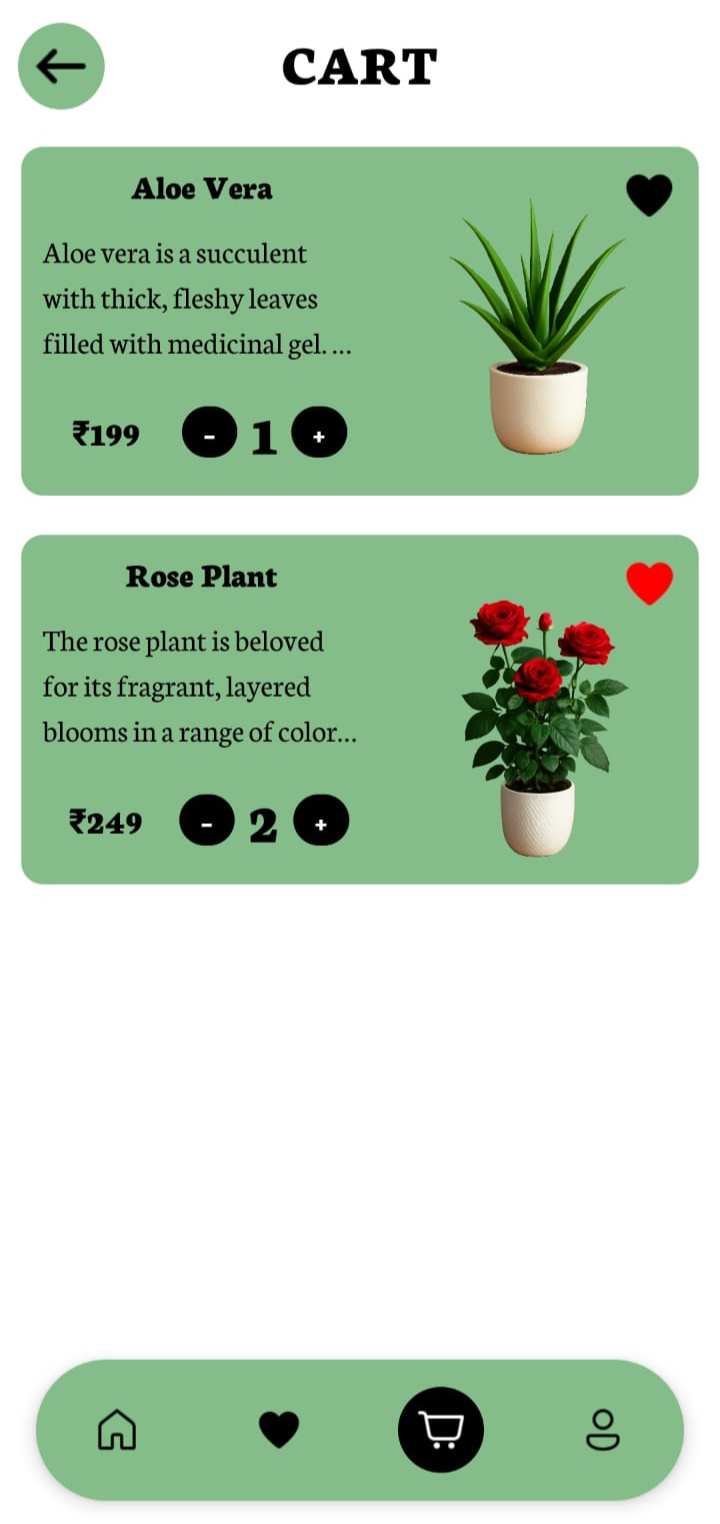 CART
Aloe Vera
Aloe vera is a succulent
with thick, fleshy leaves
filled with medicinal gel. ...
₹199 - 1 +
Rose Plant
The rose plant is beloved
for its fragrant, layered
blooms in a range of color...
₹249 - 2 +